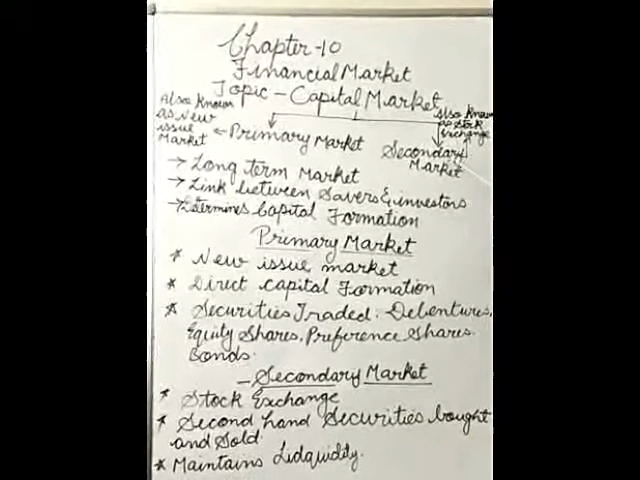 Chapter-10
Financial Market
Topic - Capital Market
Also Known
as New
issue
Market
← Primary Market
Also Known
as Stock
Exchange
Secondary
Market
→ Long term Market
→ Link between Savers & investors
→ Determines Capital Formation
Primary Market
* New issue market
* Direct capital Formation
* Securities Traded: Debentures,
Equity Shares, Preference Shares.
Bonds.
- Secondary Market
* Stock Exchange
* Second hand Securities bought
and Sold.
* Maintains Lidquidity.